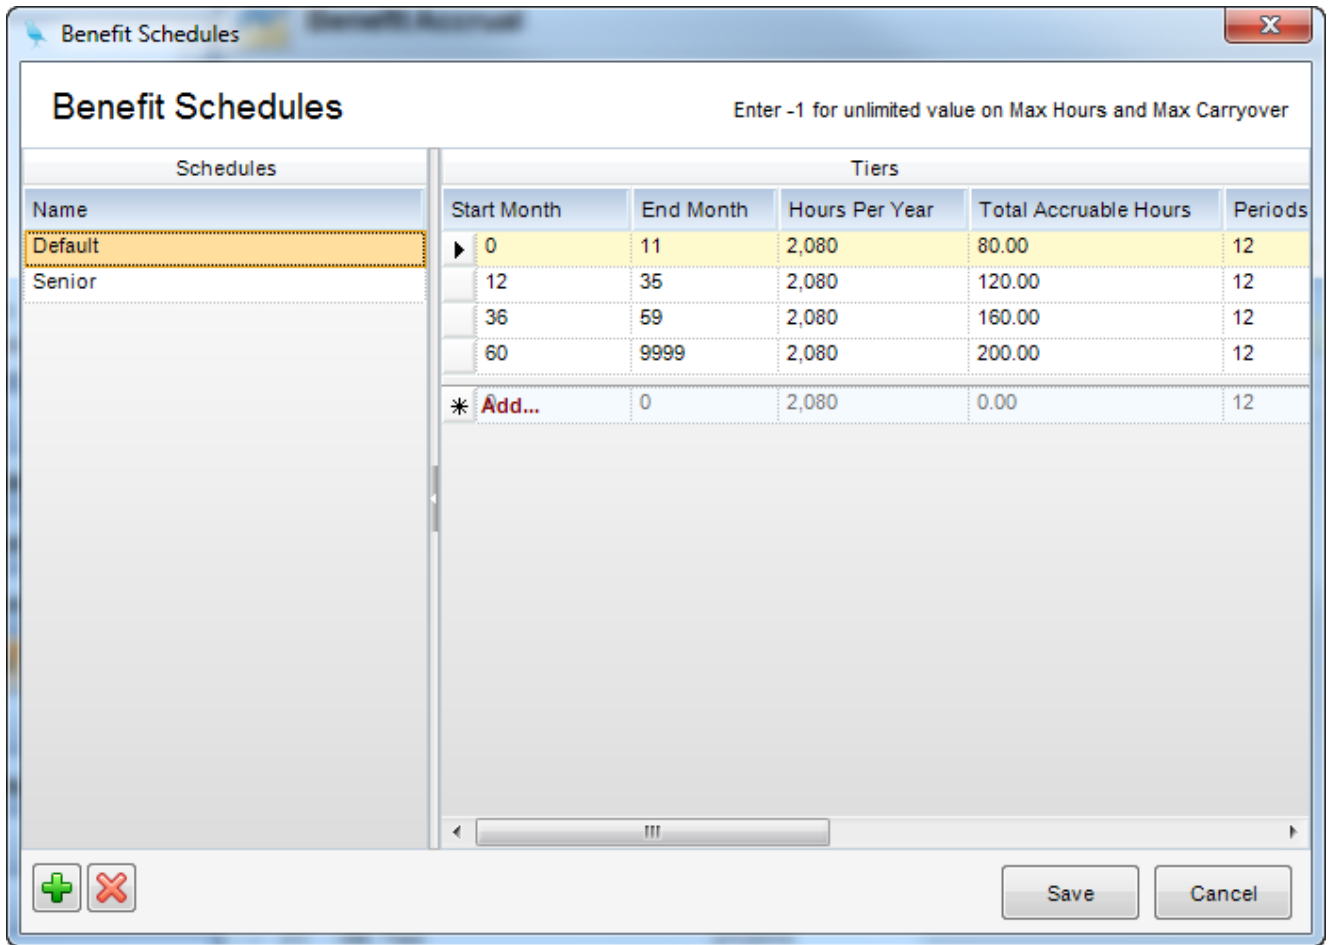 Benefit Accrual
Benefit Schedules
Benefit Schedules
Enter -1 for unlimited value on Max Hours and Max Carryover
Schedules Tiers
Name Start Month End Month Hours Per Year Total Accruable Hours Periods
Default 0 11 2,080 80.00 12
Senior 12 35 2,080 120.00 12
36 59 2,080 160.00 12
60 9999 2,080 200.00 12
Add... 0 2,080 0.00 12
Save Cancel